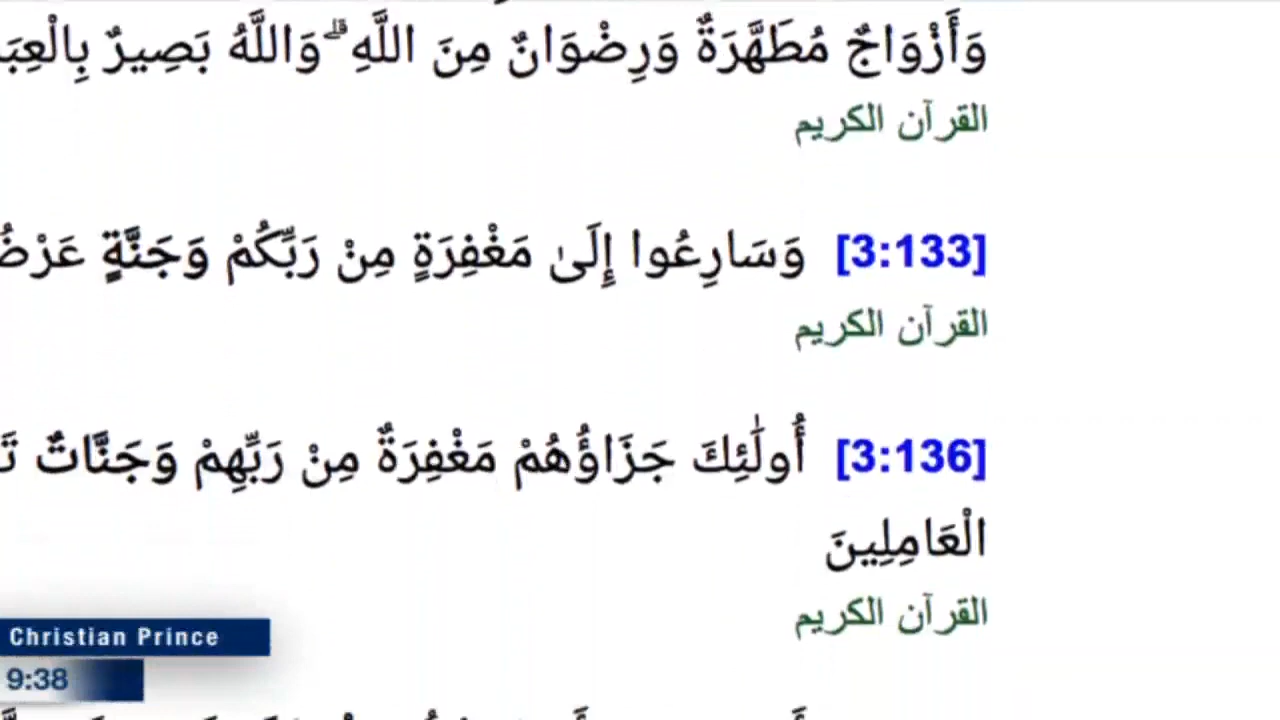 وَأَزْوَاجٌ مُطَهَّرَةٌ وَرِضْوَانٌ مِنَ اللَّهِ ۗ وَاللَّهُ بَصِيرٌ
القرآن الكريم
[3:133] وَسَارِعُوا إِلَىٰ مَغْفِرَةٍ مِنْ رَبِّكُمْ وَجَنَّةٍ
القرآن الكريم
[3:136] أُولَٰئِكَ جَزَاؤُهُمْ مَغْفِرَةٌ مِنْ رَبِّهِمْ وَجَنَّاتٌ
الْعَامِلِينَ
القرآن الكريم
Christian Prince
9:38